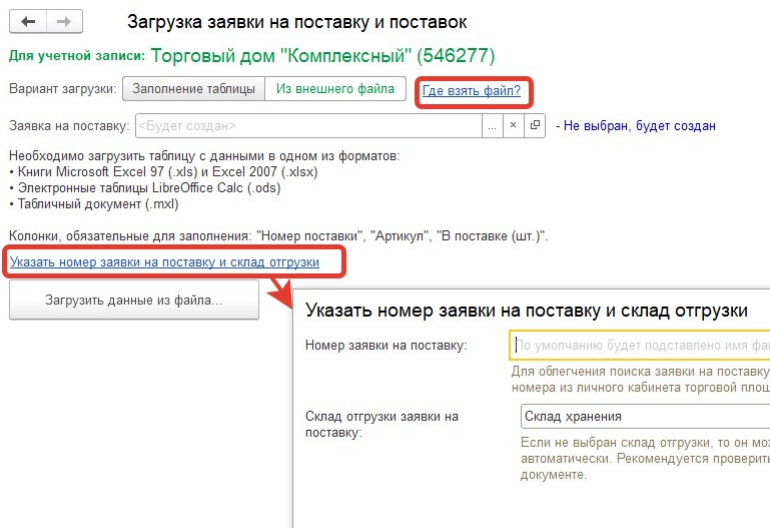 Загрузка заявки на поставку и поставок
Для учетной записи: Торговый дом "Комплексный" (546277)
Вариант загрузки: Заполнение таблицы Из внешнего файла Где взять файл?
Заявка на поставку: <Будет создан> ... × - Не выбран, будет создан
Необходимо загрузить таблицу с данными в одном из форматов:
• Книги Microsoft Excel 97 (.xls) и Excel 2007 (.xlsx)
• Электронные таблицы LibreOffice Calc (.ods)
• Табличный документ (.mxl)
Колонки, обязательные для заполнения: "Номер поставки", "Артикул", "В поставке (шт.)".
Указать номер заявки на поставку и склад отгрузки
Загрузить данные из файла...
Указать номер заявки на поставку и склад отгрузки
Номер заявки на поставку: По умолчанию будет подставлено имя фа
Для облегчения поиска заявки на поставку
номера из личного кабинета торговой площ
Склад отгрузки заявки на
поставку:
Склад хранения
Если не выбран склад отгрузки, то он мо
автоматически. Рекомендуется проверить
документе.